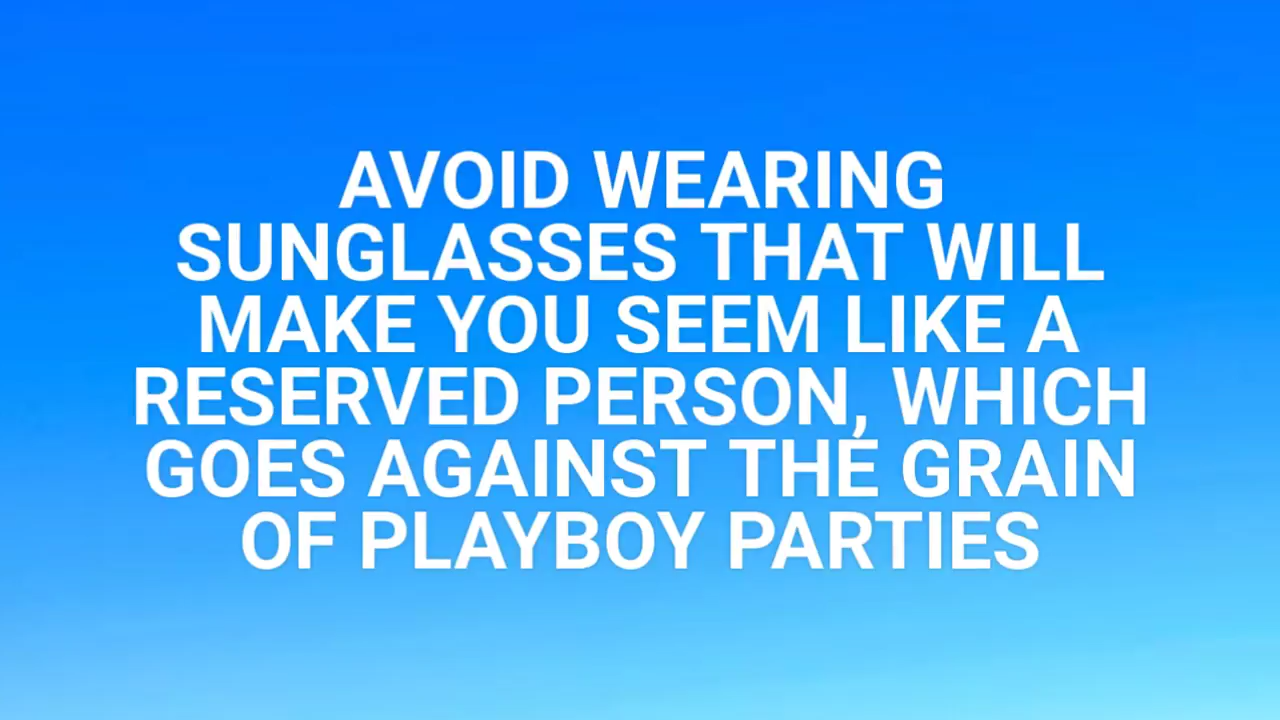 AVOID WEARING
SUNGLASSES THAT WILL
MAKE YOU SEEM LIKE A
RESERVED PERSON, WHICH
GOES AGAINST THE GRAIN
OF PLAYBOY PARTIES